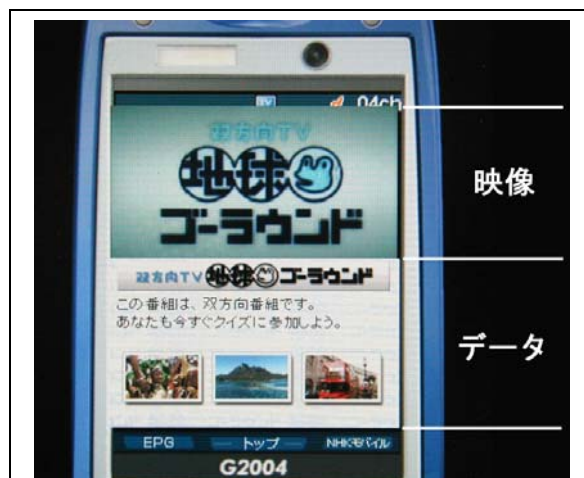 TV 04ch
双方向TV
地球
ゴーラウンド
映像
双方向TV 地球 ゴーラウンド
この番組は、双方向番組です。
あなたも今すぐクイズに参加しよう。
データ
EPG トップ NHKモバイル
G2004